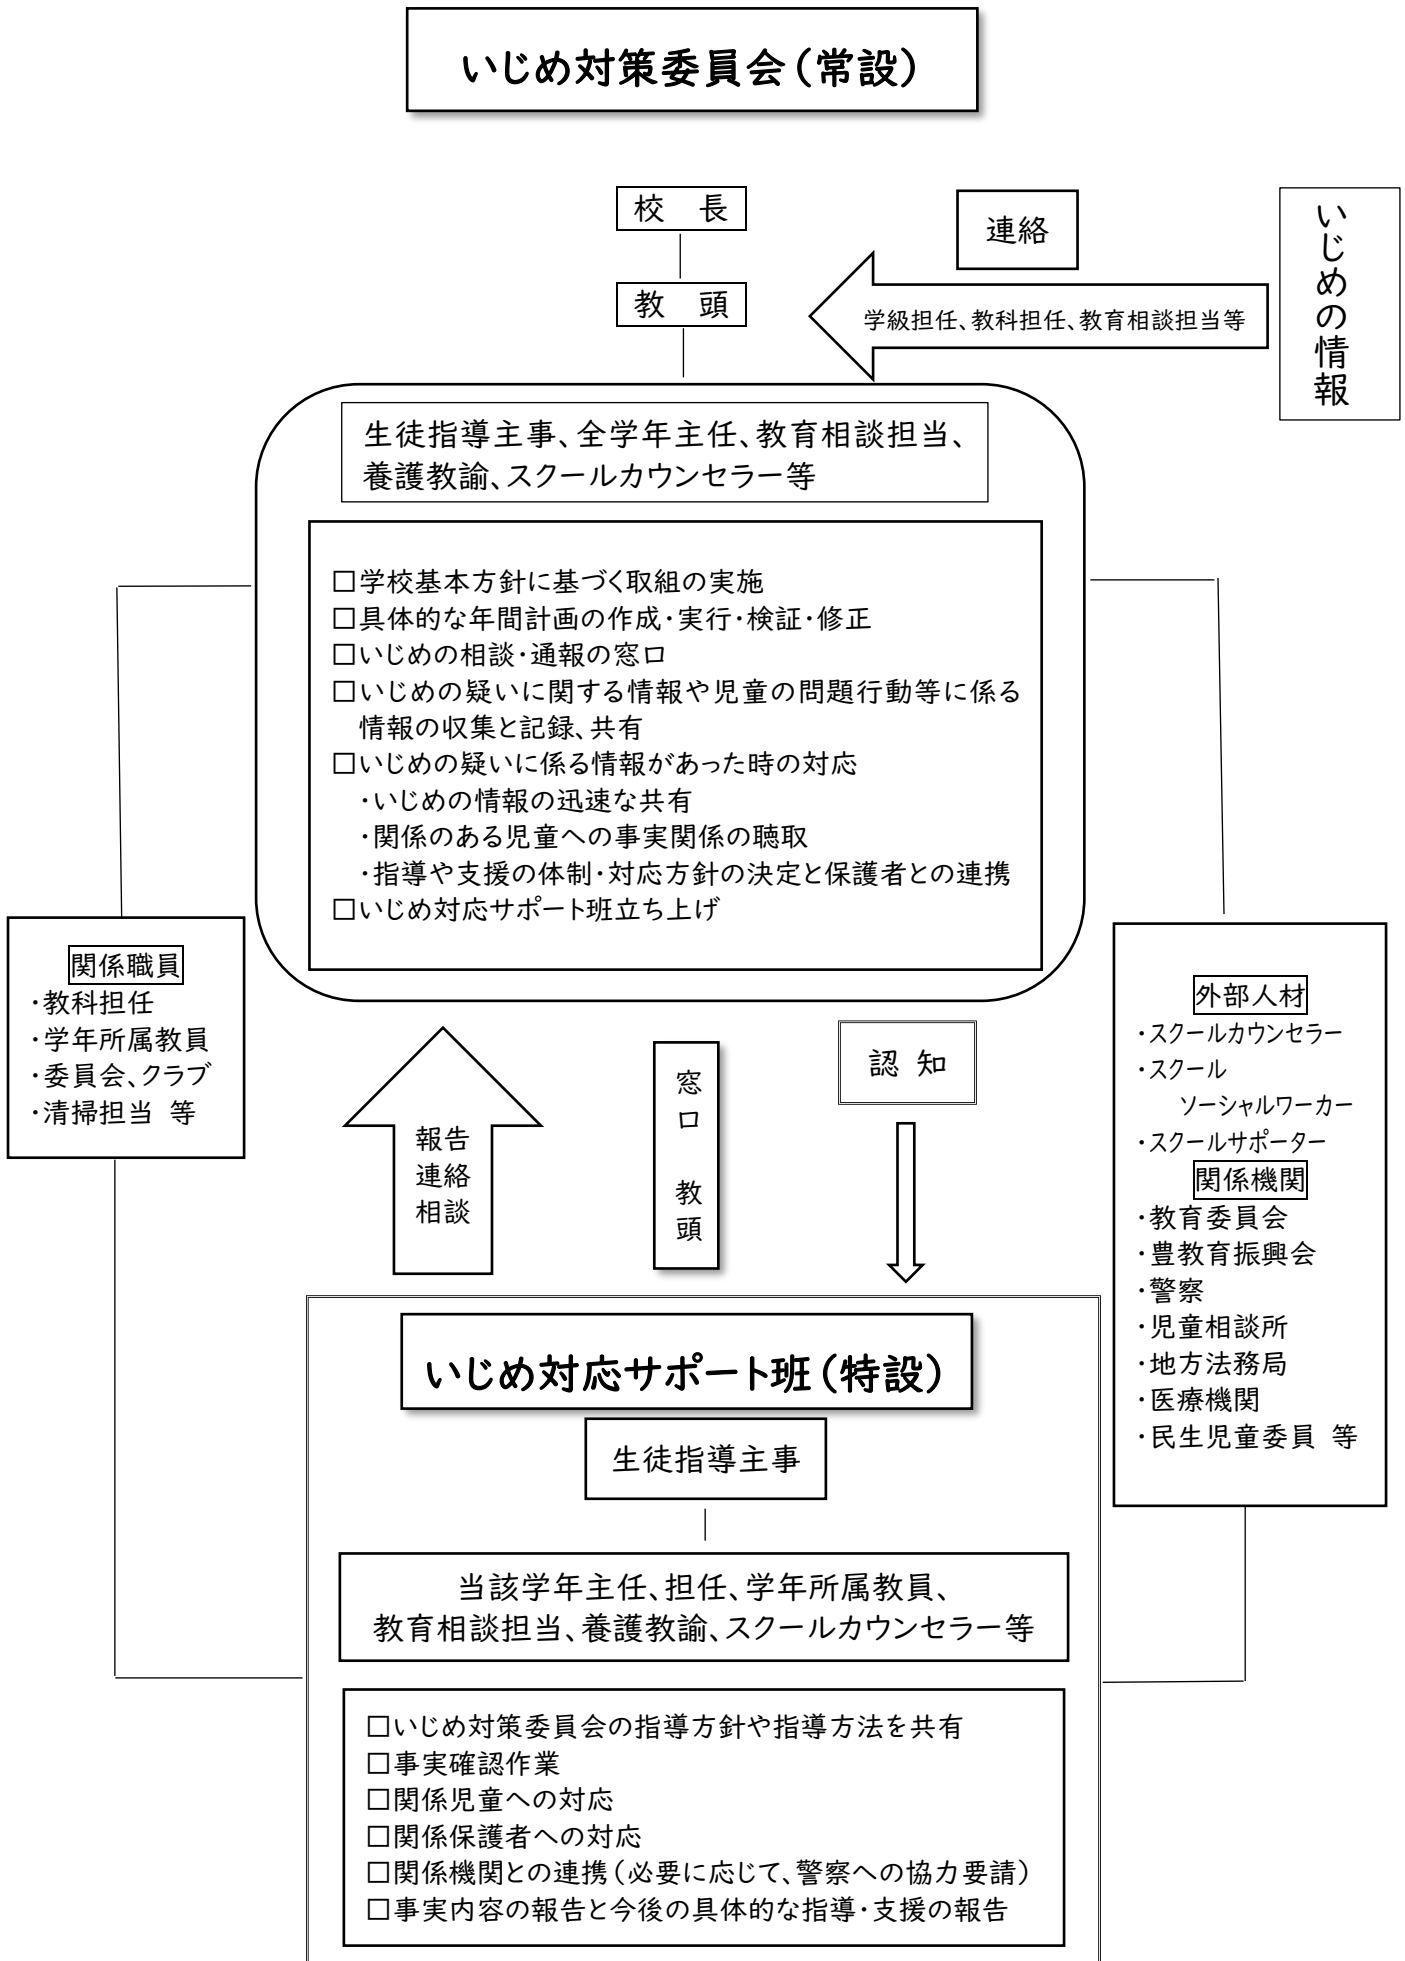 いじめ対策委員会（常設）
校　長
教　頭
連絡
学級担任、教科担任、教育相談担当等
いじめの情報
生徒指導主事、全学年主任、教育相談担当、
養護教諭、スクールカウンセラー等
□学校基本方針に基づく取組の実施
□具体的な年間計画の作成・実行・検証・修正
□いじめの相談・通報の窓口
□いじめの疑いに関する情報や児童の問題行動等に係る
情報の収集と記録、共有
□いじめの疑いに係る情報があった時の対応
・いじめの情報の迅速な共有
・関係のある児童への事実関係の聴取
・指導や支援の体制・対応方針の決定と保護者との連携
□いじめ対応サポート班立ち上げ
関係職員
・教科担任
・学年所属教員
・委員会、クラブ
・清掃担当　等
報告
連絡
相談
窓口　教頭
認　知
外部人材
・スクールカウンセラー
・スクール
ソーシャルワーカー
・スクールサポーター
関係機関
・教育委員会
・豊教育振興会
・警察
・児童相談所
・地方法務局
・医療機関
・民生児童委員　等
いじめ対応サポート班（特設）
生徒指導主事
当該学年主任、担任、学年所属教員、
教育相談担当、養護教諭、スクールカウンセラー等
□いじめ対策委員会の指導方針や指導方法を共有
□事実確認作業
□関係児童への対応
□関係保護者への対応
□関係機関との連携（必要に応じて、警察への協力要請）
□事実内容の報告と今後の具体的な指導・支援の報告